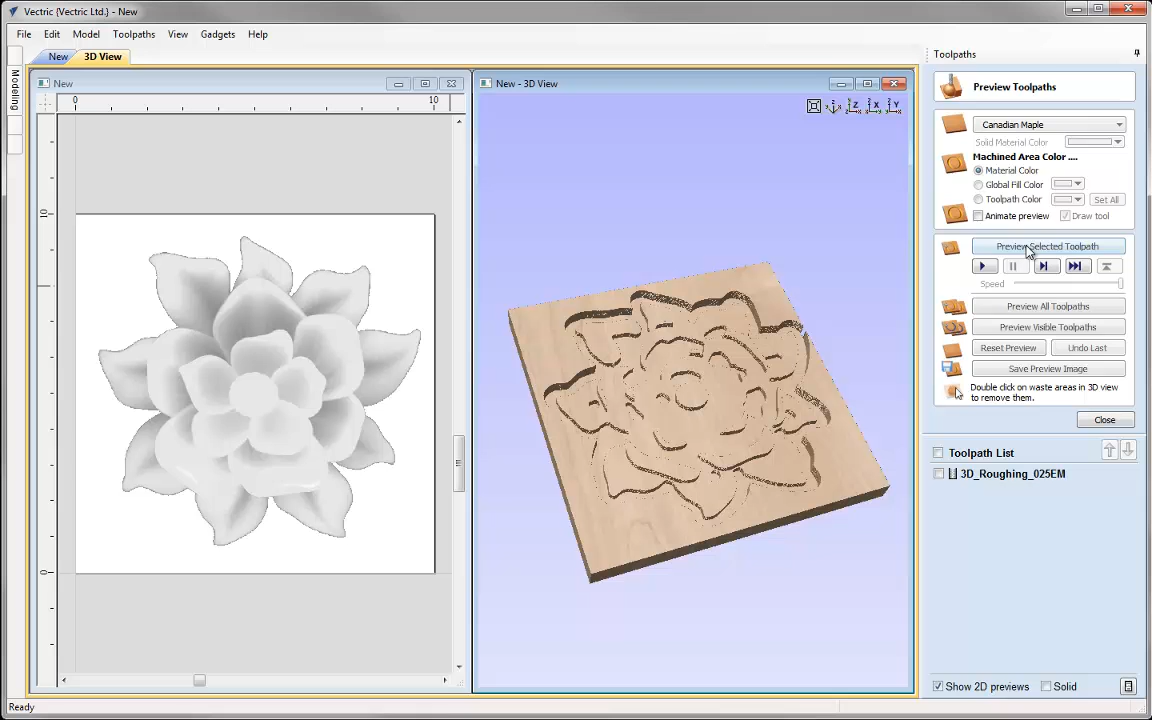 Vectric {Vectric Ltd.} - New
File Edit Model Toolpaths View Gadgets Help
New 3D View
Modeling
New
0 10
10
0
New - 3D View
Z X Y
Toolpaths
Preview Toolpaths
Canadian Maple
Solid Material Color
Machined Area Color ....
Material Color
Global Fill Color
Toolpath Color Set All
Animate preview Draw tool
Preview Selected Toolpath
Speed
Preview All Toolpaths
Preview Visible Toolpaths
Reset Preview Undo Last
Save Preview Image
Double click on waste areas in 3D view
to remove them.
Close
Toolpath List
3D_Roughing_025EM
Show 2D previews Solid
Ready